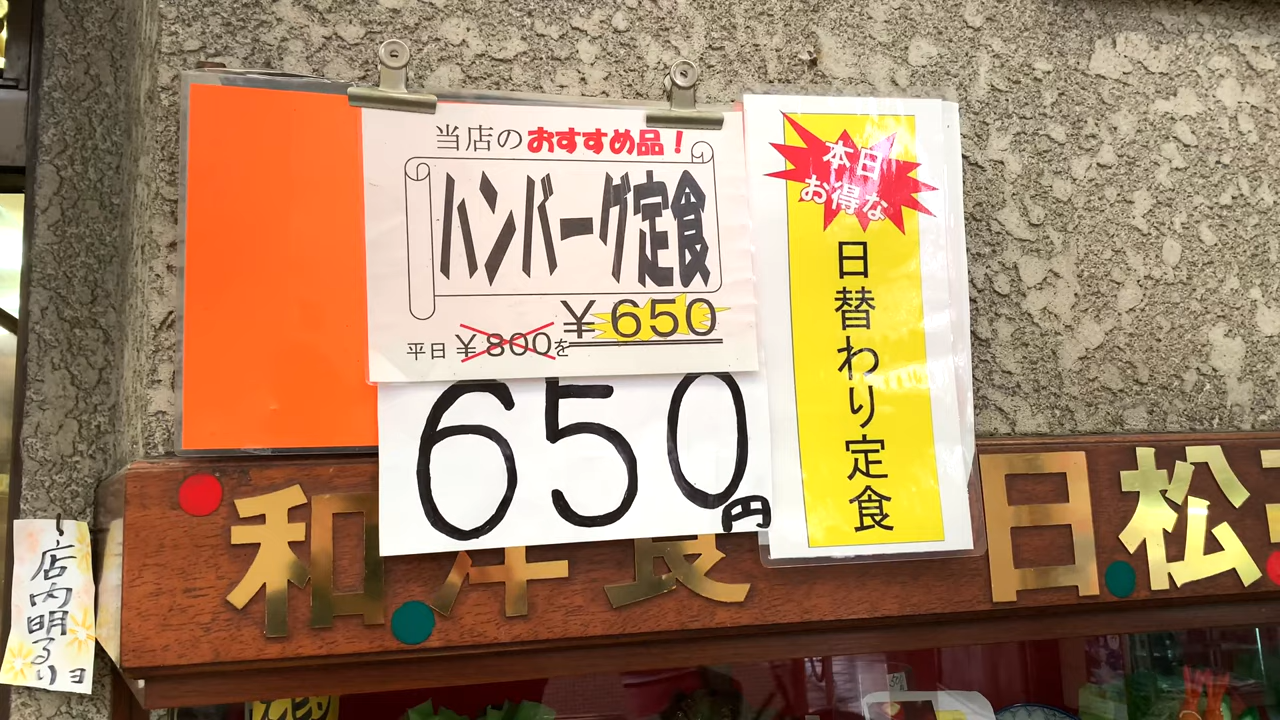 当店のおすすめ品！
ハンバーグ定食
平日￥800を￥650
650円
本日
お得な
日替わり定食
和洋食 日松
店内明るいヨ